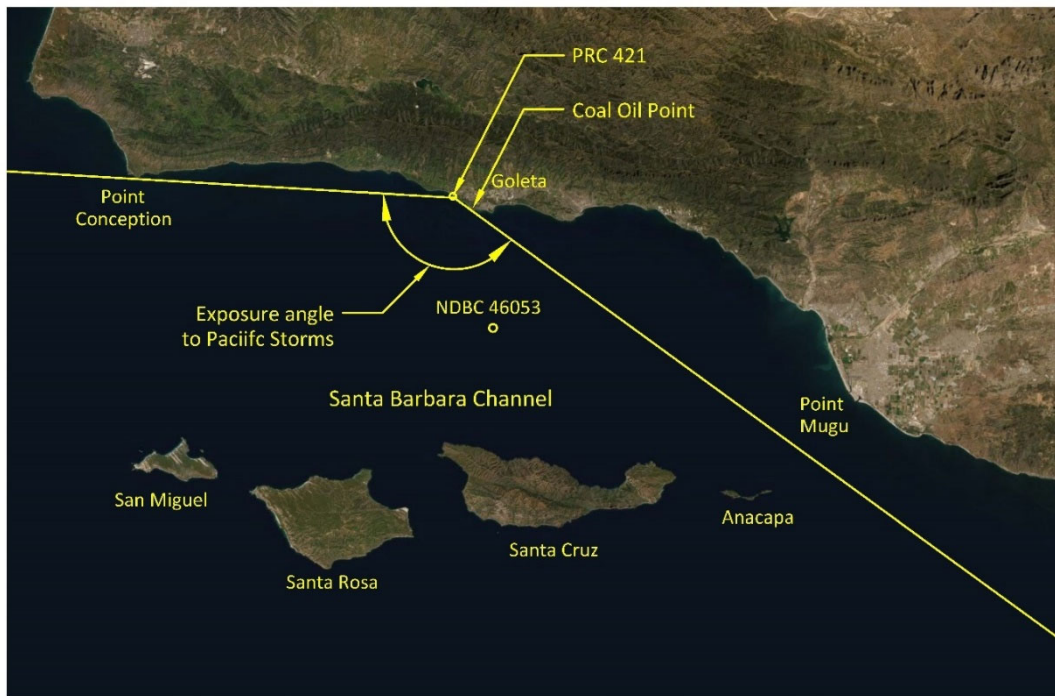 PRC 421
Coal Oil Point
Goleta
Point
Conception
NDBC 46053
Exposure angle
to Paciifc Storms
Santa Barbara Channel
Point
Mugu
San Miguel
Anacapa
Santa Cruz
Santa Rosa